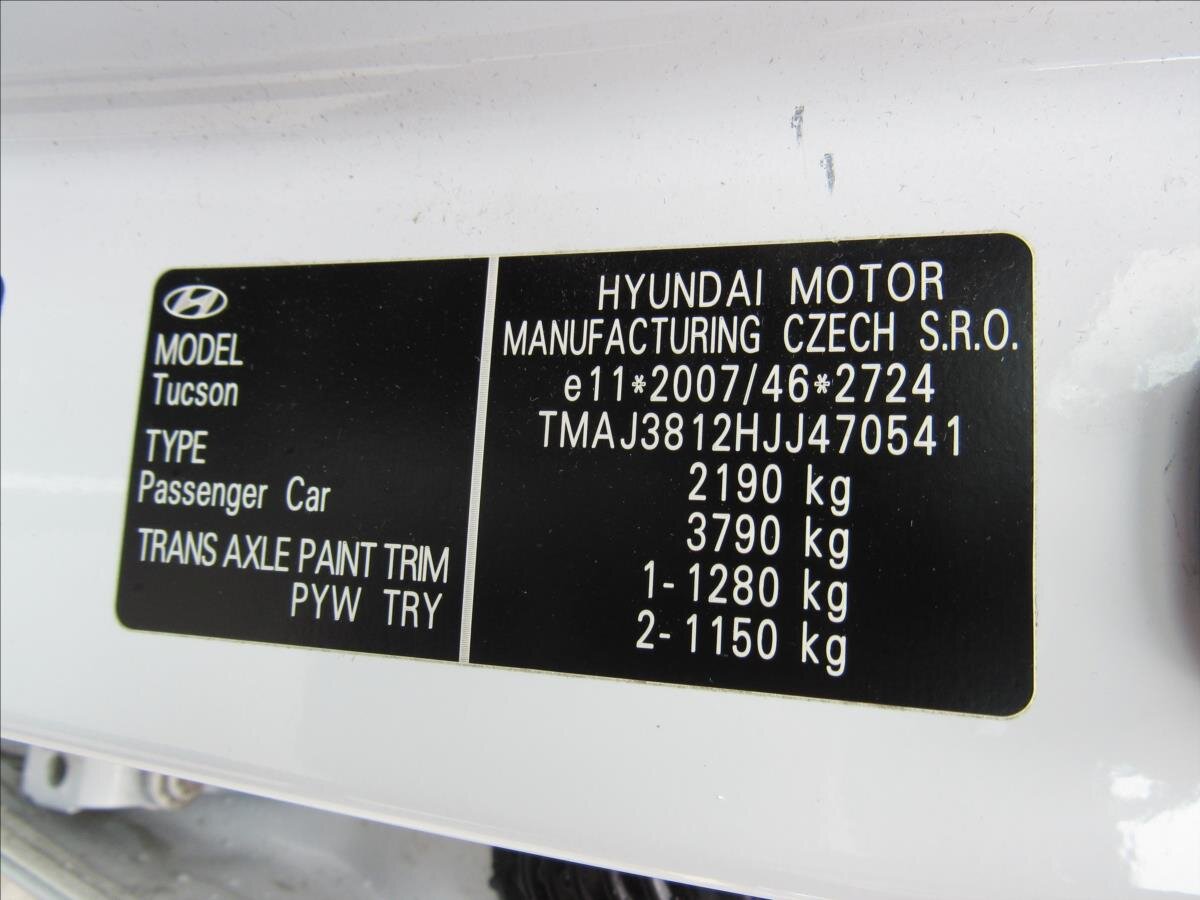 MODEL
Tucson
TYPE
Passenger Car
TRANS AXLE PAINT TRIM
PYW TRY
HYUNDAI MOTOR
MANUFACTURING CZECH S.R.O.
e11*2007/46*2724
TMAJ3812HJJ470541
2190 kg
3790 kg
1-1280 kg
2-1150 kg